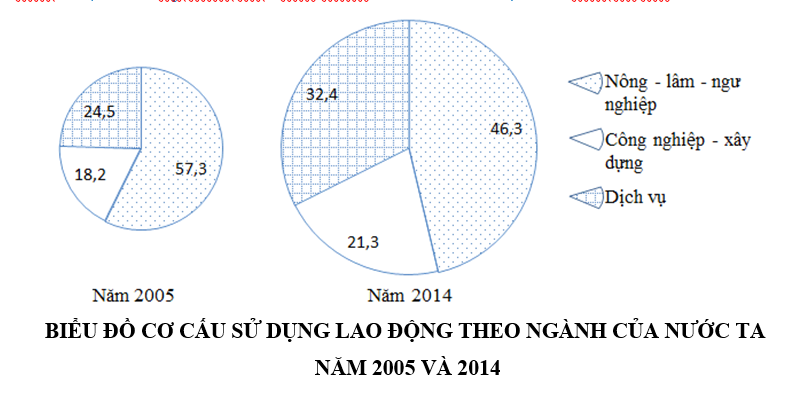 24,5
18,2
57,3
Năm 2005
32,4
46,3
21,3
Năm 2014
Nông - lâm - ngư
nghiệp
Công nghiệp - xây
dựng
Dịch vụ
BIỂU ĐỒ CƠ CẤU SỬ DỤNG LAO ĐỘNG THEO NGÀNH CỦA NƯỚC TA
NĂM 2005 VÀ 2014